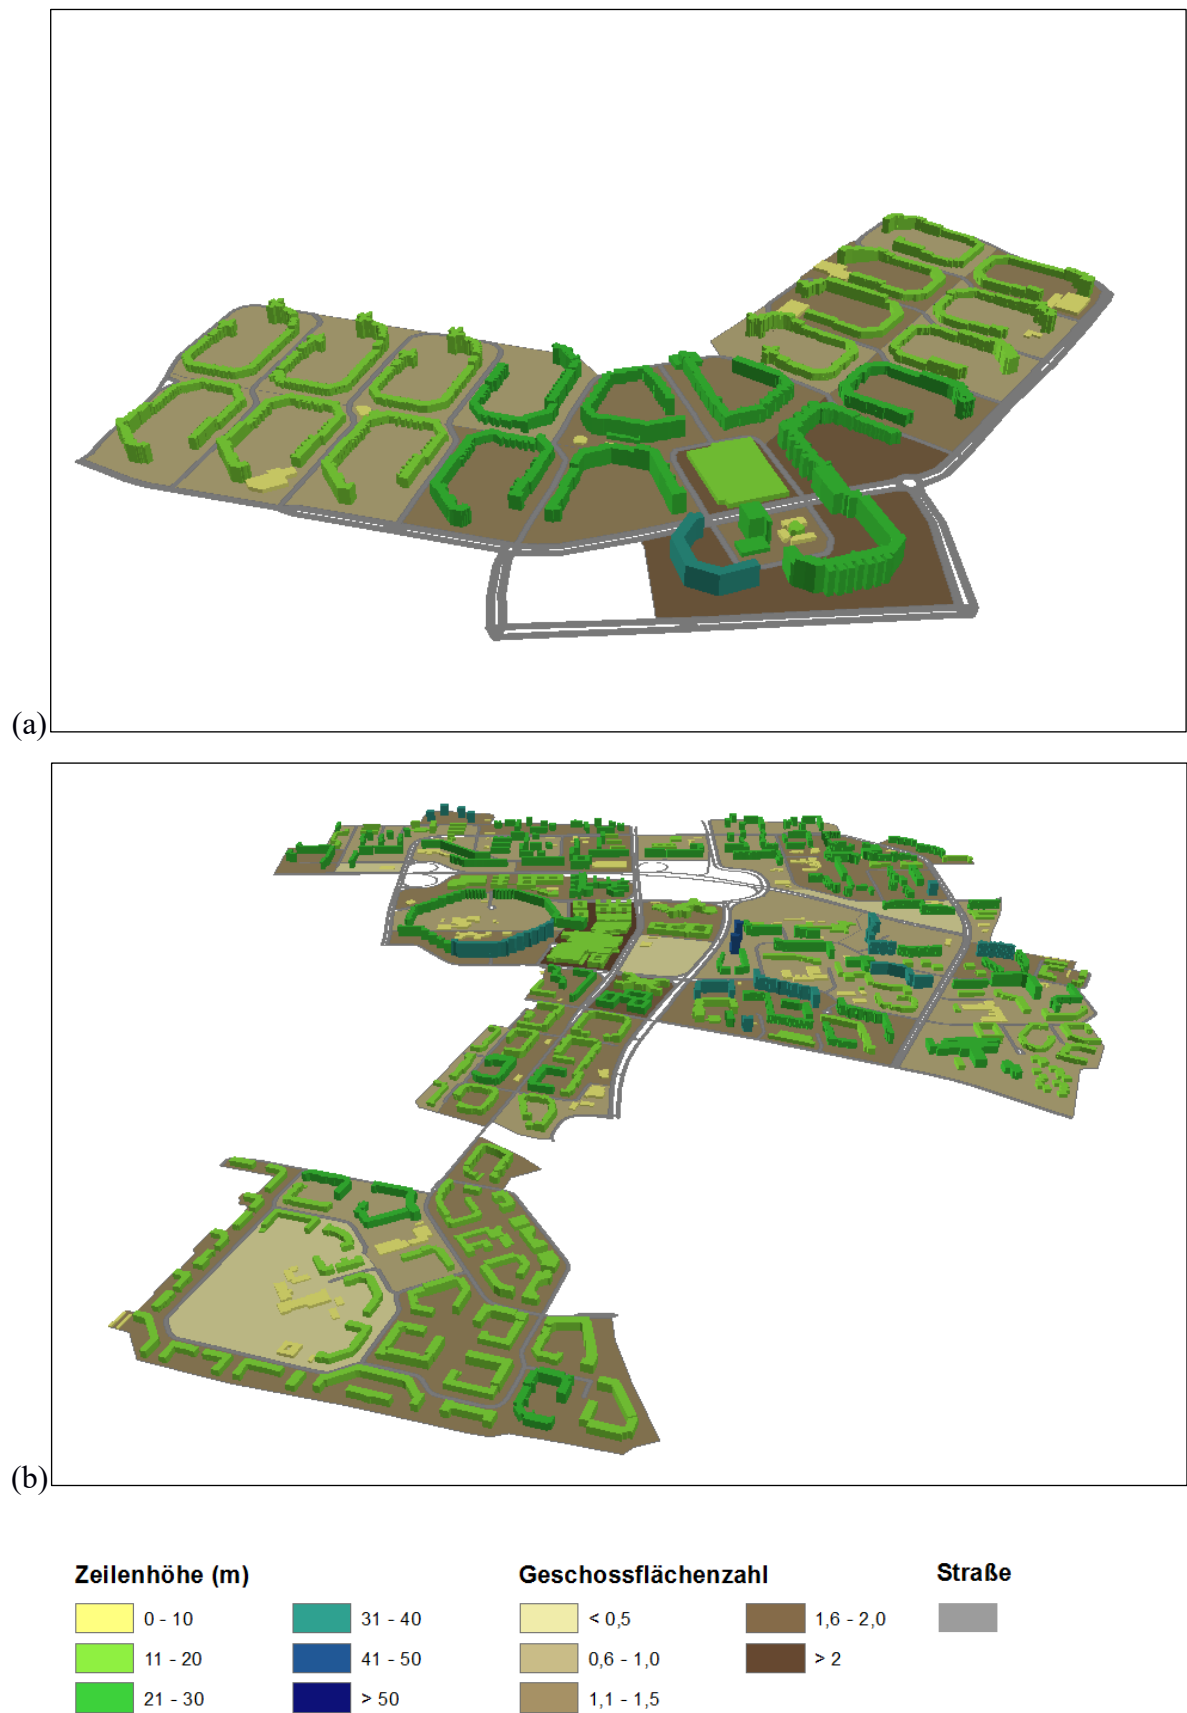 (a)
(b)
Zeilenhöhe (m)
0 - 10
11 - 20
21 - 30
31 - 40
41 - 50
> 50
Geschossflächenzahl
< 0,5
0,6 - 1,0
1,1 - 1,5
1,6 - 2,0
> 2
Straße